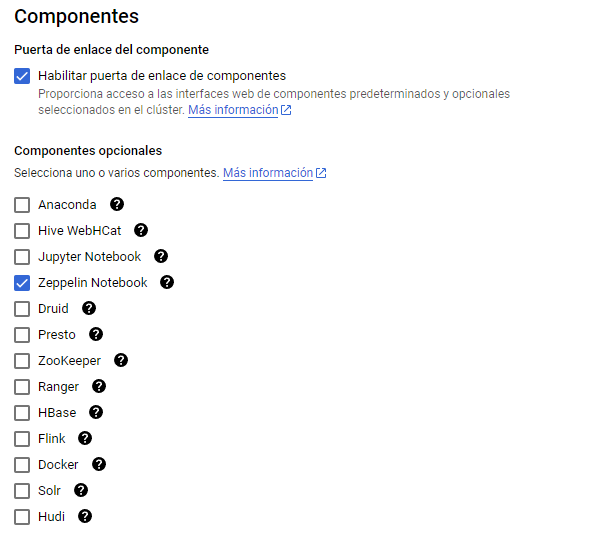 Componentes
Puerta de enlace del componente
Habilitar puerta de enlace de componentes
Proporciona acceso a las interfaces web de componentes predeterminados y opcionales
seleccionados en el clúster. Más información
Componentes opcionales
Selecciona uno o varios componentes. Más información
Anaconda ?
Hive WebHCat ?
Jupyter Notebook ?
Zeppelin Notebook ?
Druid ?
Presto ?
ZooKeeper ?
Ranger ?
HBase ?
Flink ?
Docker ?
Solr ?
Hudi ?